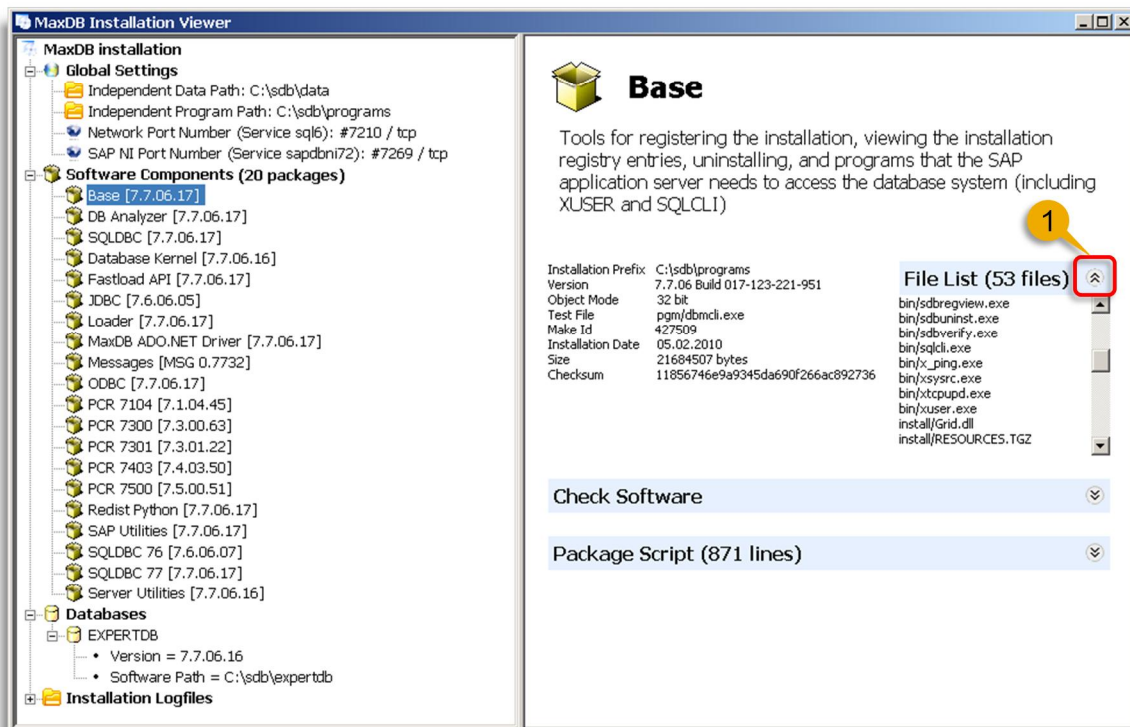 MaxDB Installation Viewer
MaxDB installation
Global Settings
Independent Data Path: C:\sdb\data
Independent Program Path: C:\sdb\programs
Network Port Number (Service sql6): #7210 / tcp
SAP NI Port Number (Service sapdbni72): #7269 / tcp
Software Components (20 packages)
Base [7.7.06.17]
DB Analyzer [7.7.06.17]
SQLDBC [7.7.06.17]
Database Kernel [7.7.06.16]
Fastload API [7.7.06.17]
JDBC [7.6.06.05]
Loader [7.7.06.17]
MaxDB ADO.NET Driver [7.7.06.17]
Messages [MSG 0.7732]
ODBC [7.7.06.17]
PCR 7104 [7.1.04.45]
PCR 7300 [7.3.00.63]
PCR 7301 [7.3.01.22]
PCR 7403 [7.4.03.50]
PCR 7500 [7.5.00.51]
Redist Python [7.7.06.17]
SAP Utilities [7.7.06.17]
SQLDBC 76 [7.6.06.07]
SQLDBC 77 [7.7.06.17]
Server Utilities [7.7.06.16]
Databases
EXPERTDB
• Version = 7.7.06.16
• Software Path = C:\sdb\expertdb
Installation Logfiles
Base
Tools for registering the installation, viewing the installation
registry entries, uninstalling, and programs that the SAP
application server needs to access the database system (including
XUSER and SQLCLI)
1
Installation Prefix C:\sdb\programs
Version 7.7.06 Build 017-123-221-951
Object Mode 32 bit
Test File pgm/dbmcli.exe
Make Id 427509
Installation Date 05.02.2010
Size 21684507 bytes
Checksum 11856746e9a9345da690f266ac892736
File List (53 files)
bin/sdbregview.exe
bin/sdbuninst.exe
bin/sdbverify.exe
bin/sqlcli.exe
bin/x_ping.exe
bin/xsysrc.exe
bin/xtcpupd.exe
bin/xuser.exe
install/Grid.dll
install/RESOURCES.TGZ
Check Software
Package Script (871 lines)